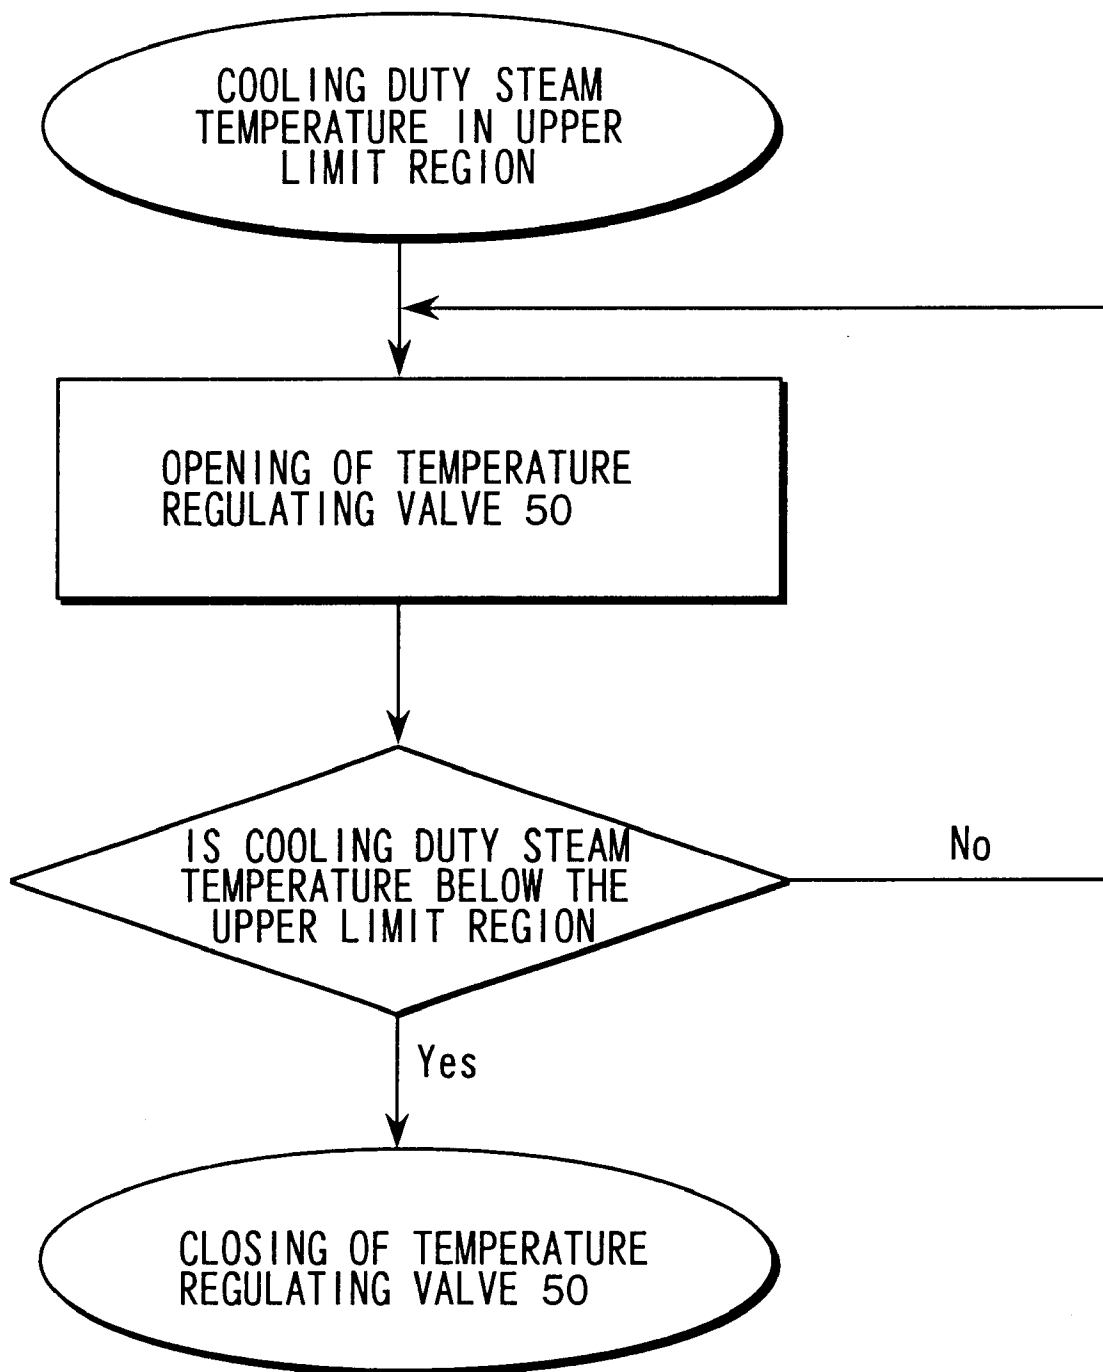 COOLING DUTY STEAM
TEMPERATURE IN UPPER
LIMIT REGION
OPENING OF TEMPERATURE
REGULATING VALVE 50
IS COOLING DUTY STEAM
TEMPERATURE BELOW THE
UPPER LIMIT REGION
No
Yes
CLOSING OF TEMPERATURE
REGULATING VALVE 50